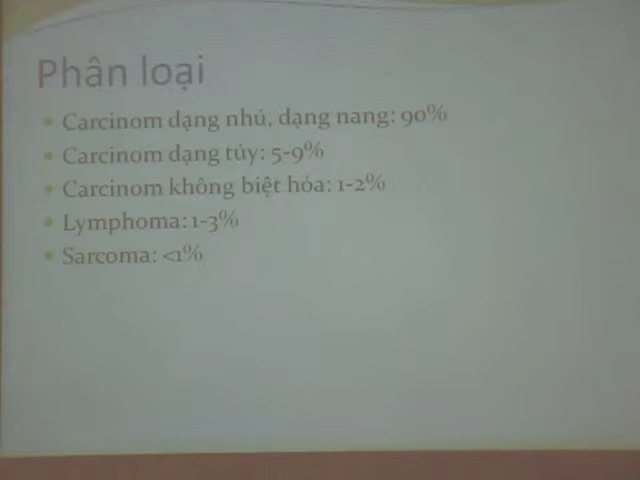 Phân loại
Carcinom dạng nhú, dạng nang: 90%
Carcinom dạng tủy: 5-9%
Carcinom không biệt hóa: 1-2%
Lymphoma: 1-3%
Sarcoma: <1%